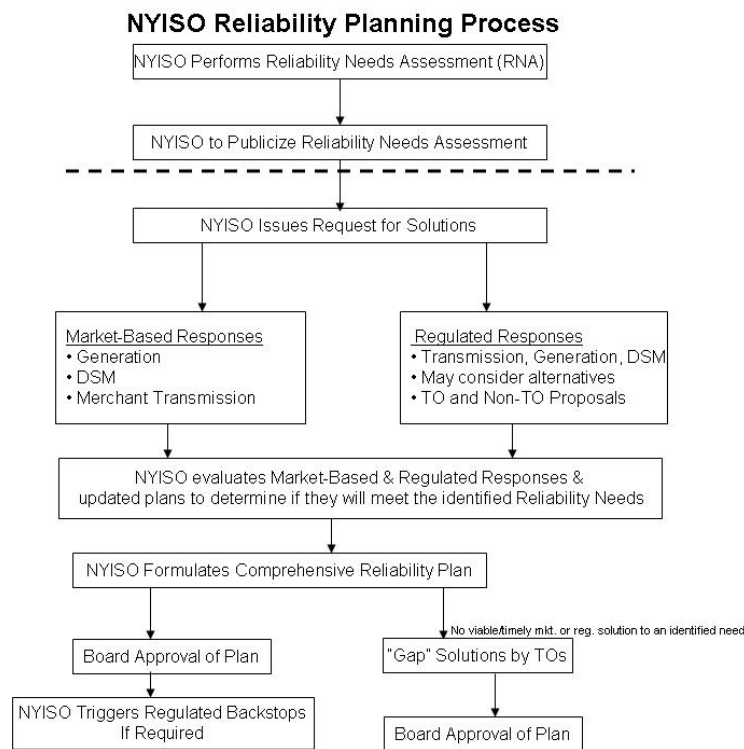 NYISO Reliability Planning Process
NYISO Performs Reliability Needs Assessment (RNA)
NYISO to Publicize Reliability Needs Assessment
NYISO Issues Request for Solutions
Market-Based Responses
• Generation
• DSM
• Merchant Transmission
Regulated Responses
• Transmission, Generation, DSM
• May consider alternatives
• TO and Non-TO Proposals
NYISO evaluates Market-Based & Regulated Responses &
updated plans to determine if they will meet the identified Reliability Needs
NYISO Formulates Comprehensive Reliability Plan
No viable/timely mkt. or reg. solution to an identified need
Board Approval of Plan
"Gap" Solutions by TOs
NYISO Triggers Regulated Backstops
If Required
Board Approval of Plan